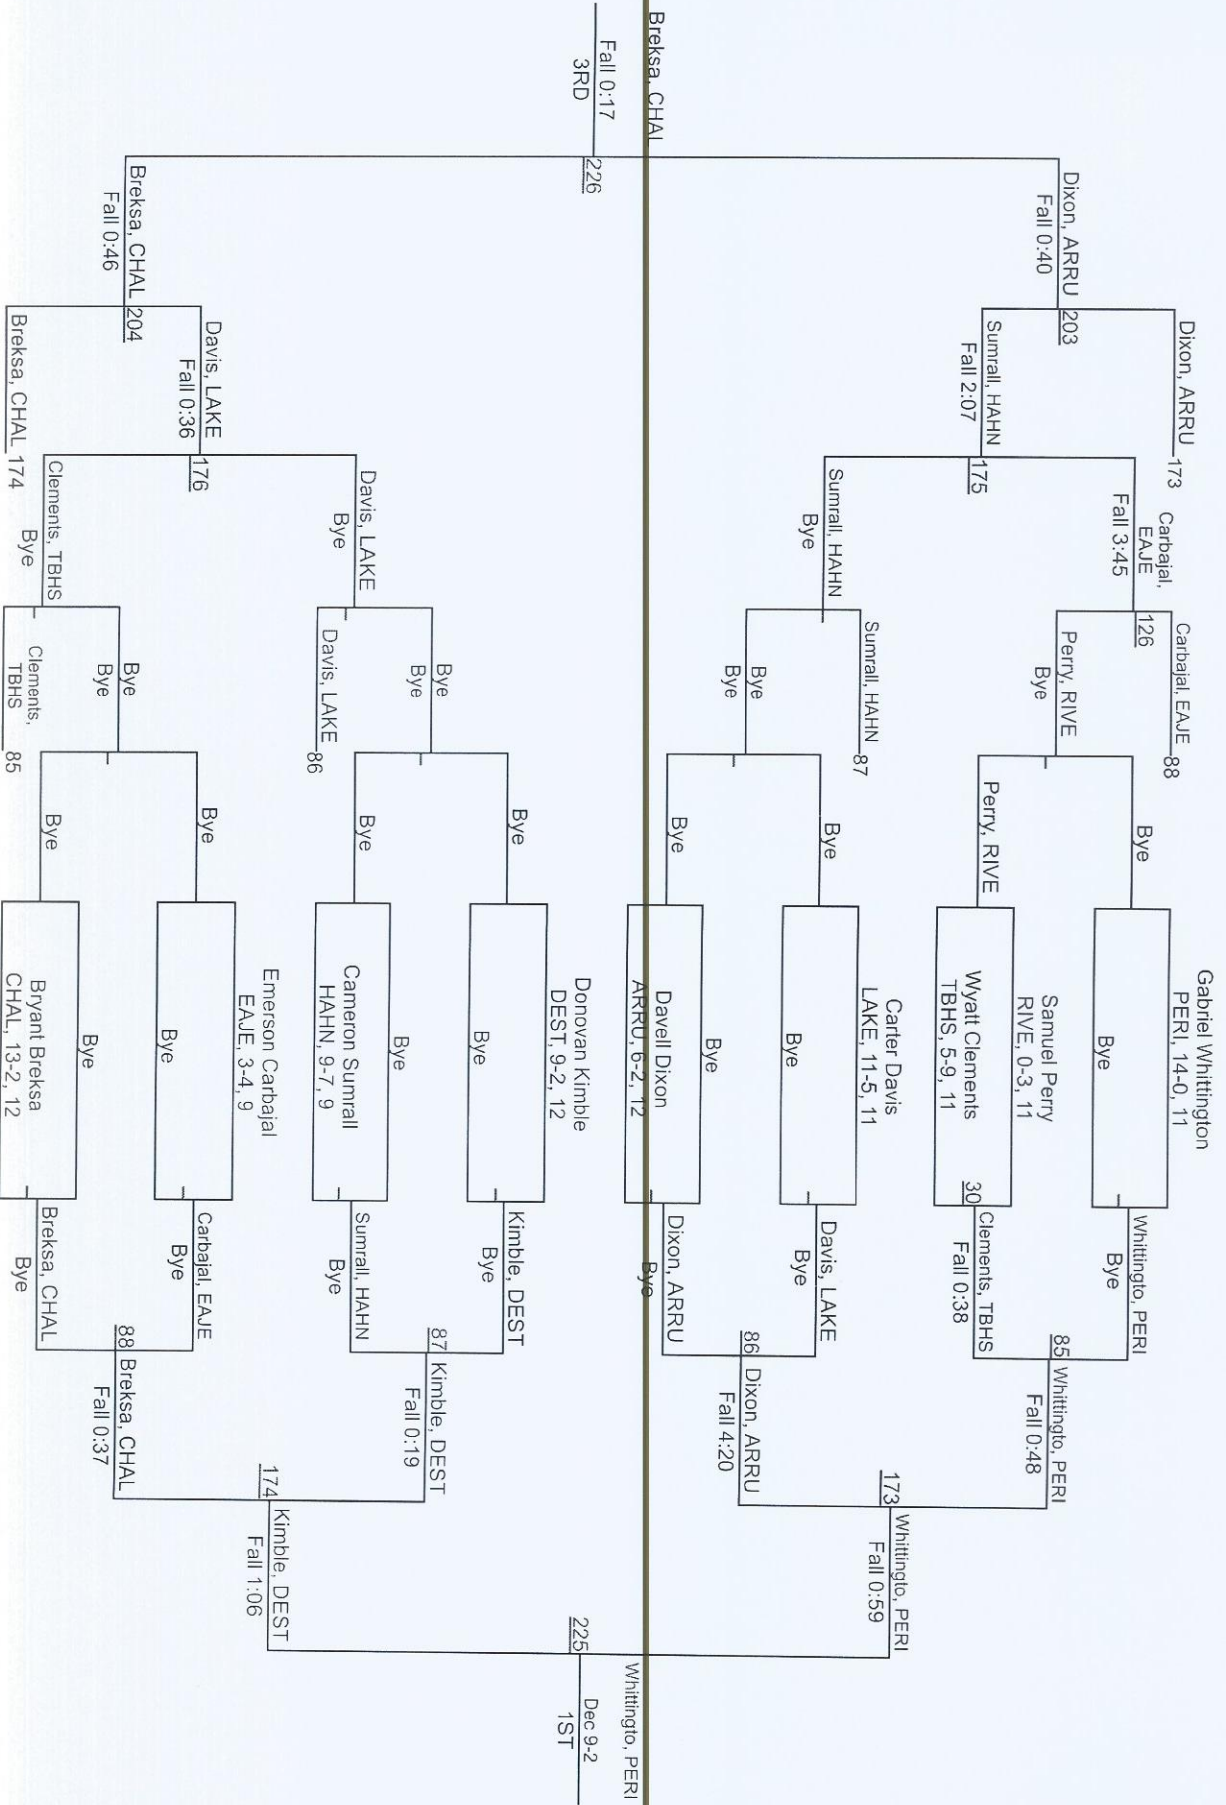 Gabriel Whittington
PERI, 14-0, 11
Bye
Samuel Perry
RIVE, 0-3, 11
Wyatt Clements
TBHS, 5-9, 11
30
Carter Davis
LAKE, 11-5, 11
Bye
Bye
Davell Dixon
ARRU, 6-2, 12
Donovan Kimble
DEST, 9-2, 12
Bye
Bye
Cameron Sumrall
HAHN, 9-7, 9
Emerson Carbajal
EAJE, 3-4, 9
Bye
Bye
Bryant Breksa
CHAL, 13-2, 12
Whittingto, PERI
Bye
Clements, TBHS
Fall 0:38
Davis, LAKE
Bye
Dixon, ARRU
Bye
Kimble, DEST
Bye
Sumrall, HAHN
Bye
Carbajal, EAJE
Bye
Breksa, CHAL
Bye
85
Whittingto, PERI
Fall 0:48
86
Dixon, ARRU
Fall 4:20
87
Kimble, DEST
Fall 0:19
88
Breksa, CHAL
Fall 0:37
173
Whittingto, PERI
Fall 0:59
174
Kimble, DEST
Fall 1:06
225
Whittingto, PERI
Dec 9-2
1ST
Bye
Perry, RIVE
Bye
Bye
Bye
Bye
Bye
Bye
Carbajal, EAJE
88
Perry, RIVE
Bye
Sumrall, HAHN
87
Bye
Bye
Bye
Bye
Davis, LAKE
86
Bye
Bye
Clements,
TBHS
85
126
Carbajal,
EAJE
Fall 3:45
Sumrall, HAHN
Bye
Davis, LAKE
Bye
Clements, TBHS
Bye
Dixon, ARRU
173
175
Sumrall, HAHN
Fall 2:07
176
Davis, LAKE
Fall 0:36
Breksa, CHAL
174
203
Dixon, ARRU
Fall 0:40
204
Breksa, CHAL
Fall 0:46
226
Breksa, CHAL
Fall 0:17
3RD